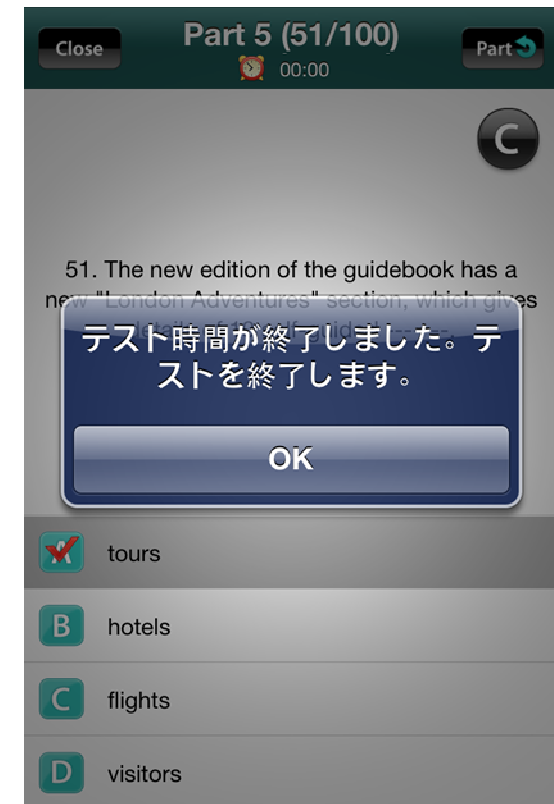 Close
Part 5 (51/100)
00:00
Part
C
51. The new edition of the guidebook has a
new "London Adventures" section, which gives
テスト時間が終了しました。テ
ストを終了します。
OK
tours
B hotels
C flights
D visitors